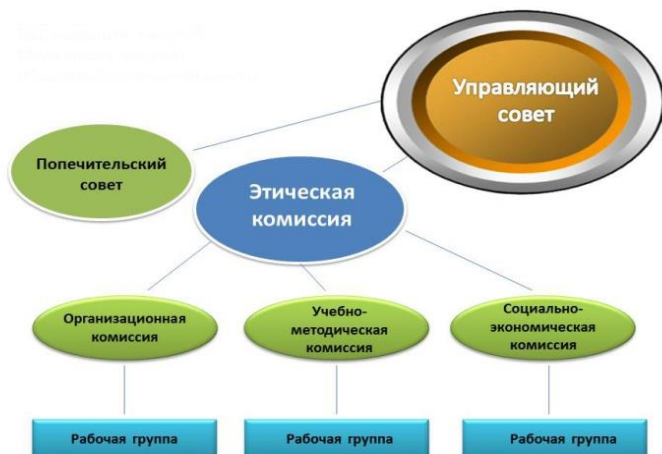 Управляющий
совет
Попечительский
совет
Этическая
комиссия
Организационная
комиссия
Учебно-
методическая
комиссия
Социально-
экономическая
комиссия
Рабочая группа
Рабочая группа
Рабочая группа